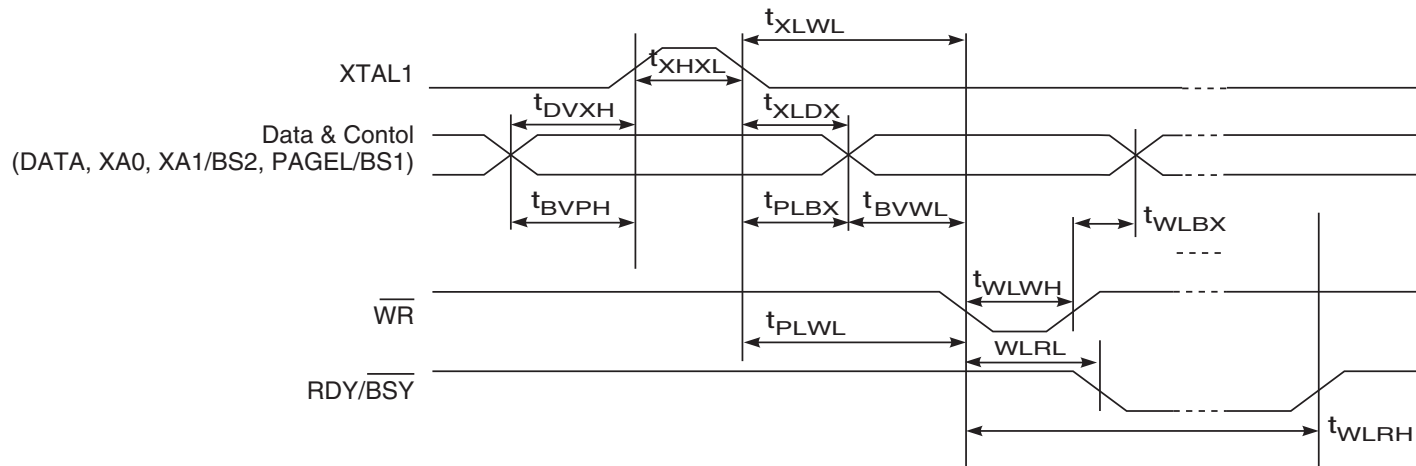 tXLWL
XTAL1
tXHXL
tDVXH
tXLDX
Data & Contol
(DATA, XA0, XA1/BS2, PAGEL/BS1)
tBVPH
tPLBX
tBVWL
tWLBX
tWLWH
WR
tPLWL
WLRL
RDY/BSY
tWLRH